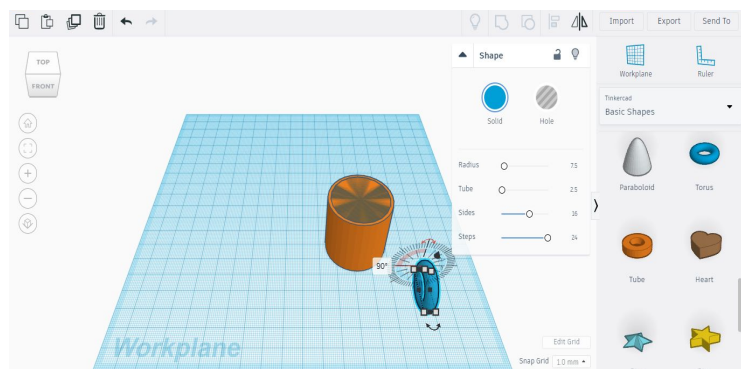 Import Export Send To
TOP
FRONT
Shape
Solid Hole
Radius 7.5
Tube 2.5
Sides 16
Steps 24
90°
Workplane
Edit Grid
Snap Grid 1.0 mm
Workplane Ruler
Tinkercad
Basic Shapes
Paraboloid Torus
Tube Heart